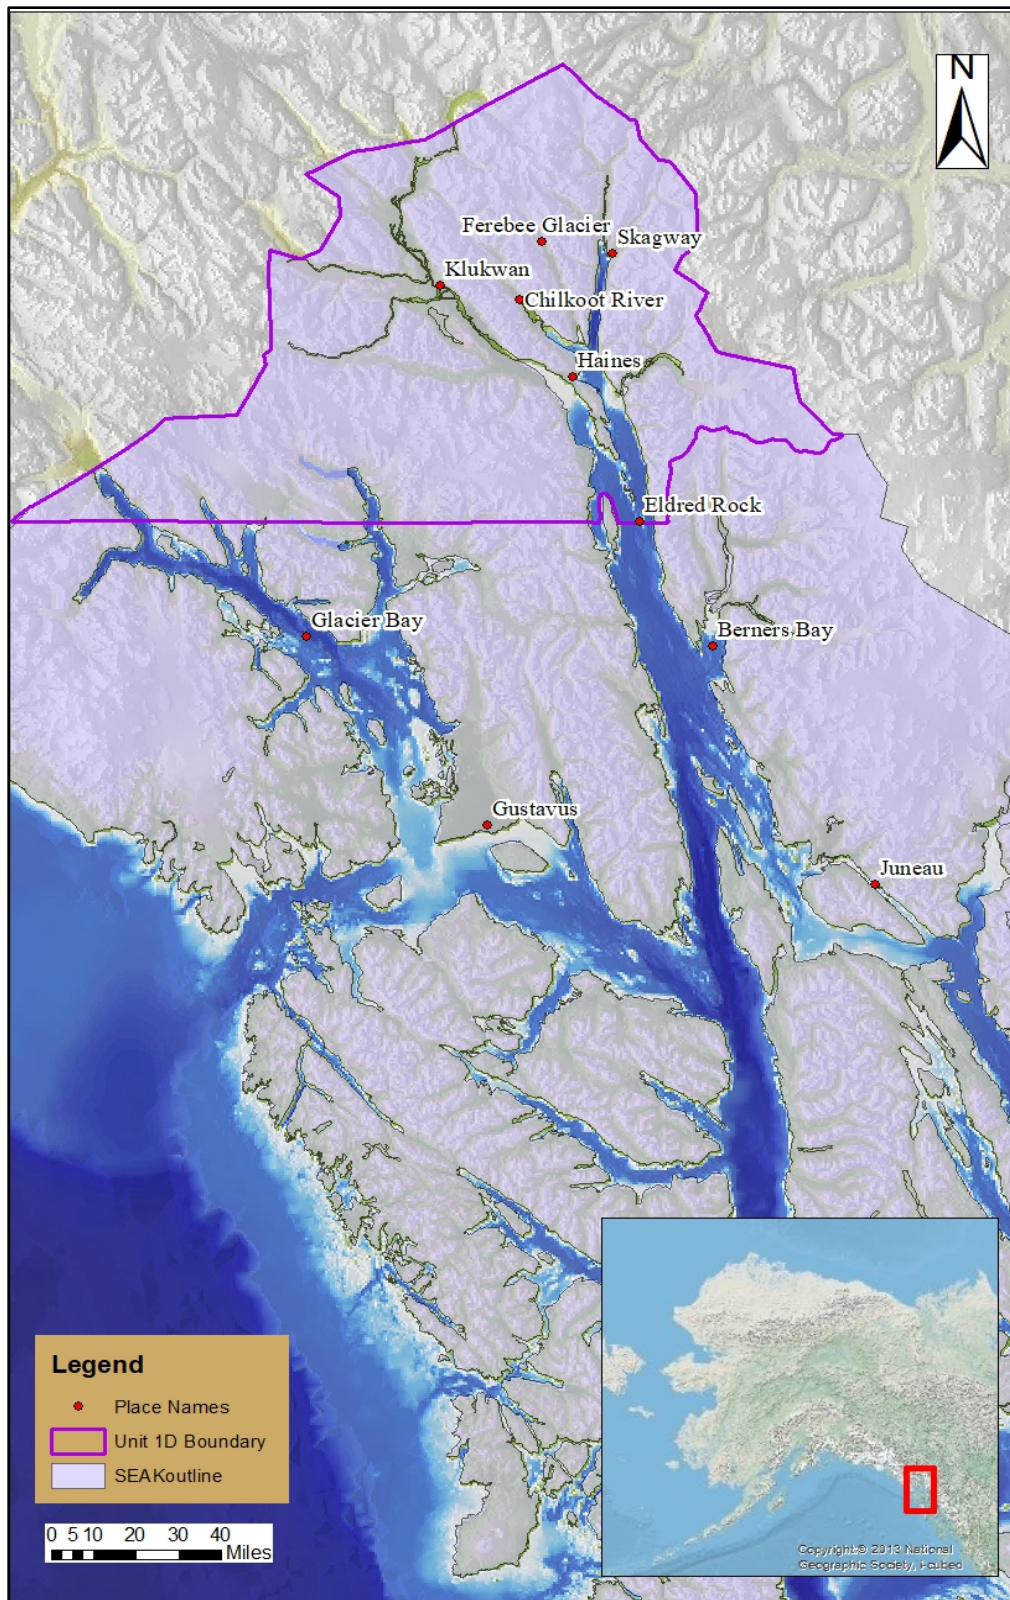 N
Ferebee Glacier
Skagway
Klukwan
Chilkoot River
Haines
Eldred Rock
Glacier Bay
Berners Bay
Gustavus
Juneau
Legend
Place Names
Unit 1D Boundary
SEAKoutline
0 5 10 20 30 40
Miles
Copyright:© 2013 National
Geographic Society, i-cubed